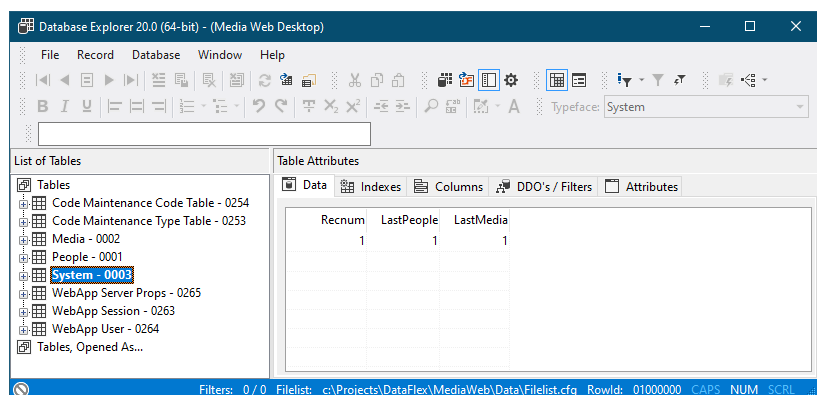 Database Explorer 20.0 (64-bit) - (Media Web Desktop)
File Record Database Window Help
B I U X₂ X² A Typeface: System
List of Tables
Table Attributes
Tables
Code Maintenance Code Table - 0254
Code Maintenance Type Table - 0253
Media - 0002
People - 0001
System - 0003
WebApp Server Props - 0265
WebApp Session - 0263
WebApp User - 0264
Tables, Opened As...
Data Indexes Columns DDO's / Filters Attributes
Recnum LastPeople LastMedia
1 1 1
Filters: 0 / 0 Filelist: c:\Projects\DataFlex\MediaWeb\Data\Filelist.cfg RowId: 01000000 CAPS NUM SCRL